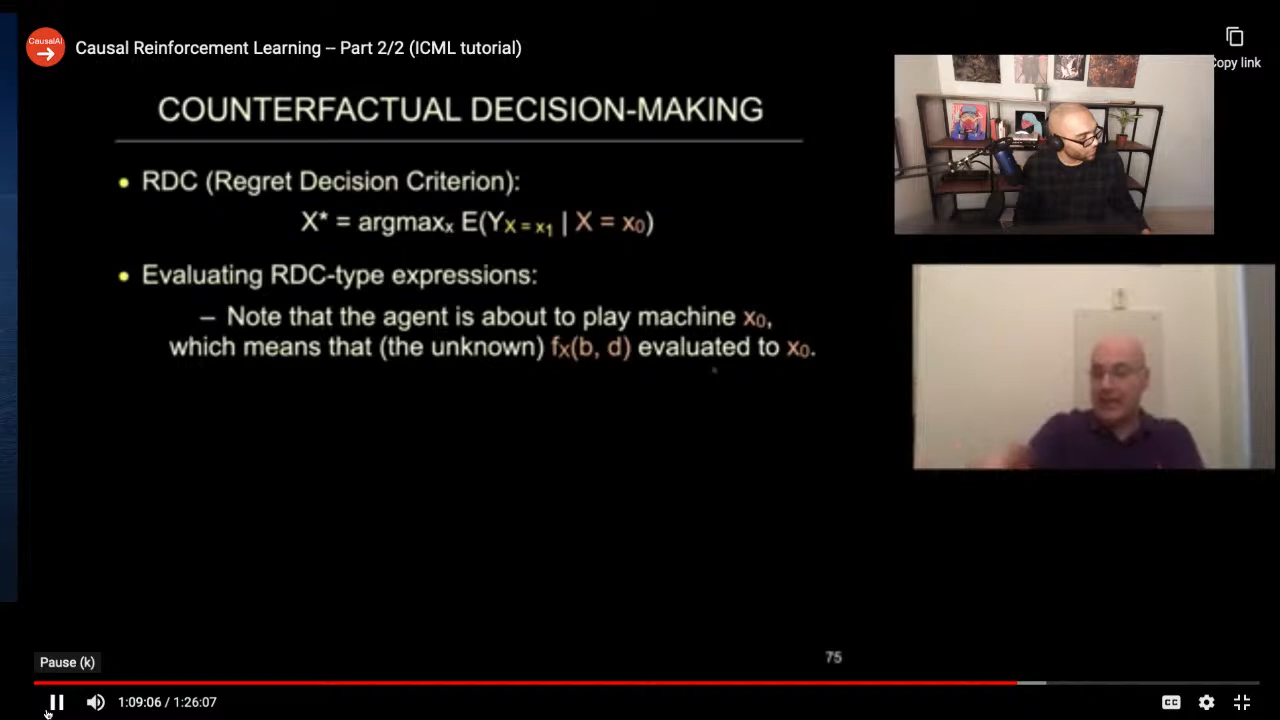 CausalAI
Causal Reinforcement Learning -- Part 2/2 (ICML tutorial)
Copy link
COUNTERFACTUAL DECISION-MAKING
• RDC (Regret Decision Criterion):
X* = argmaxₓ E(Y_X = x₁ | X = x₀)
• Evaluating RDC-type expressions:
– Note that the agent is about to play machine x₀,
which means that (the unknown) fₓ(b, d) evaluated to x₀.
75
Pause (k)
1:09:06 / 1:26:07
CC